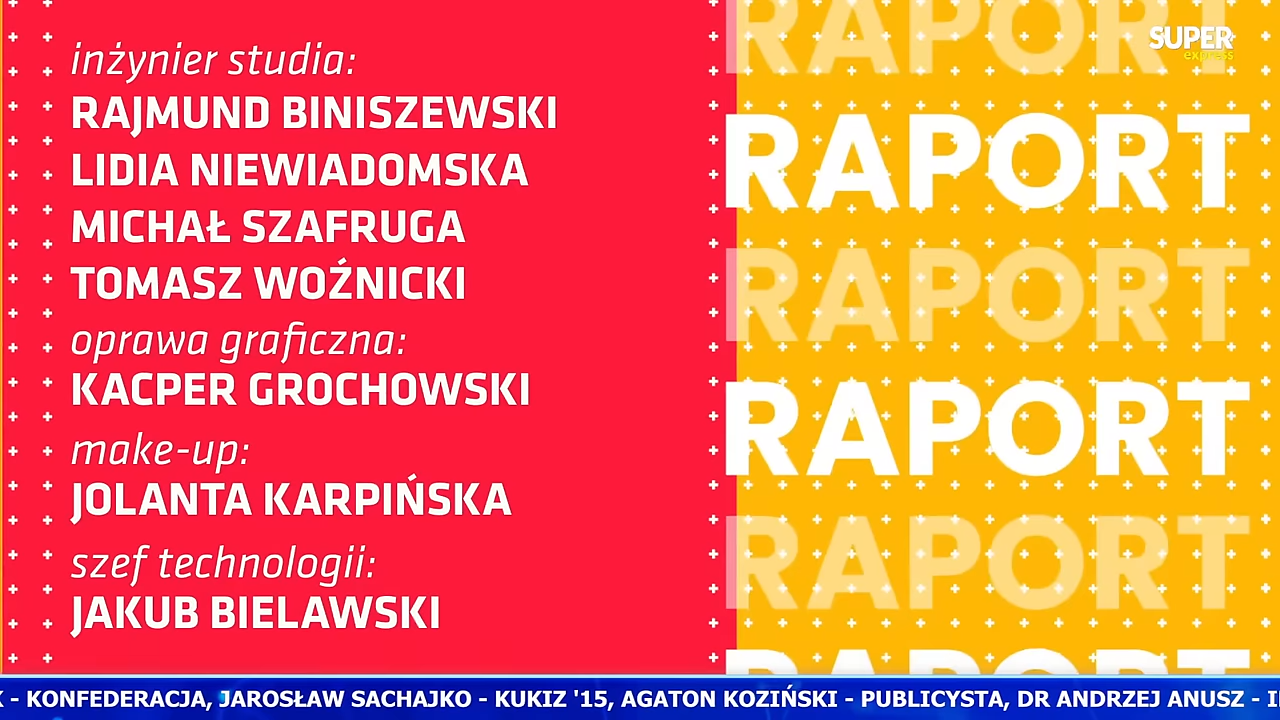 inżynier studia:
RAJMUND BINISZEWSKI
LIDIA NIEWIADOMSKA
MICHAŁ SZAFRUGA
TOMASZ WOŹNICKI
oprawa graficzna:
KACPER GROCHOWSKI
make-up:
JOLANTA KARPIŃSKA
szef technologii:
JAKUB BIELAWSKI
RAPORT
SUPER
express
RAPORT
RAPORT
RAPORT
RAPORT
RAPORT
- KONFEDERACJA, JAROSŁAW SACHAJKO - KUKIZ '15, AGATON KOZIŃSKI - PUBLICYSTA, DR ANDRZEJ ANUSZ -